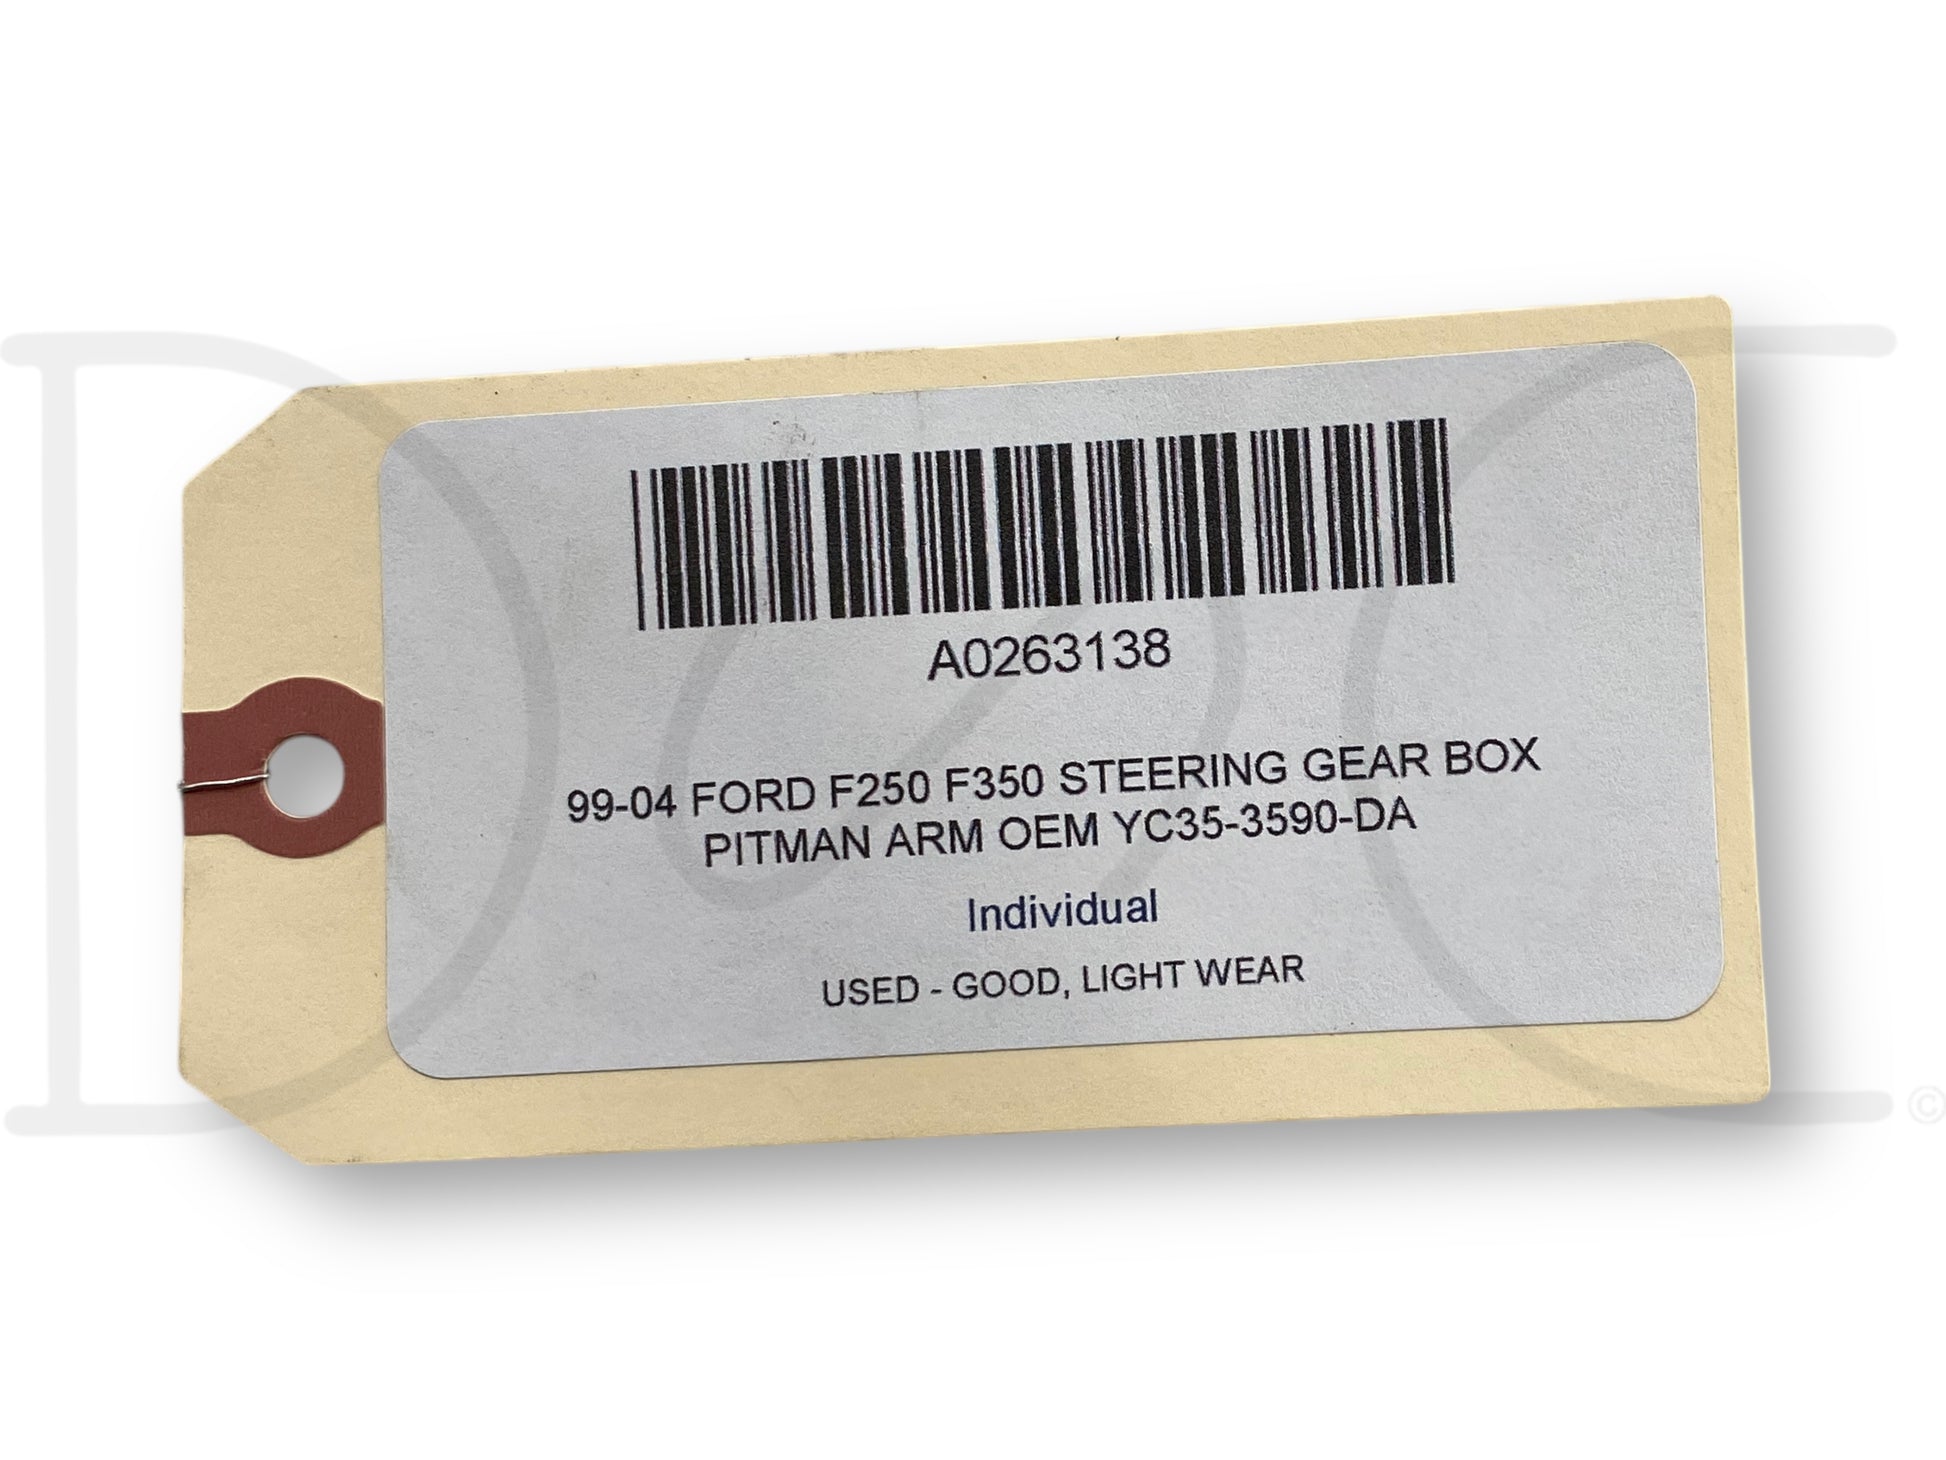 A0263138
99-04 FORD F250 F350 STEERING GEAR BOX
PITMAN ARM OEM YC35-3590-DA
Individual
USED - GOOD, LIGHT WEAR
©